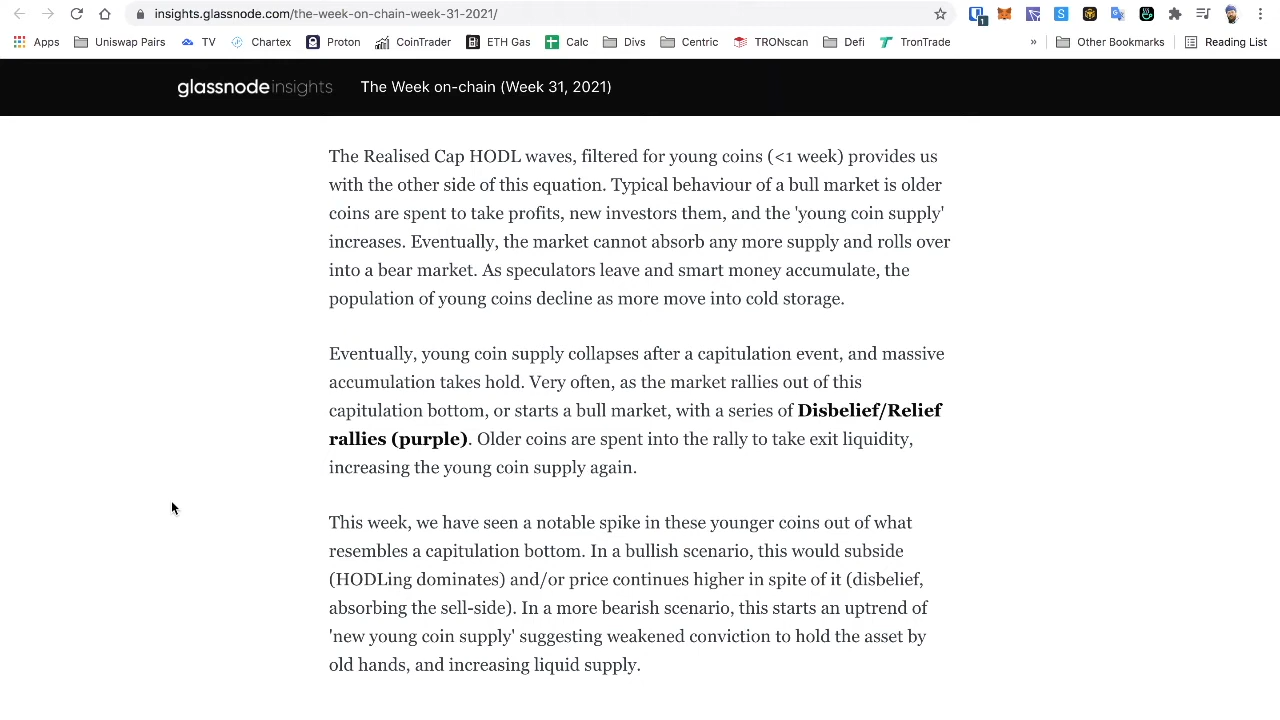 insights.glassnode.com/the-week-on-chain-week-31-2021/
1
Apps Uniswap Pairs TV Chartex Proton CoinTrader ETH Gas Calc Divs Centric TRONscan Defi TronTrade » Other Bookmarks Reading List
glassnodeinsights The Week on-chain (Week 31, 2021)
The Realised Cap HODL waves, filtered for young coins (<1 week) provides us
with the other side of this equation. Typical behaviour of a bull market is older
coins are spent to take profits, new investors them, and the 'young coin supply'
increases. Eventually, the market cannot absorb any more supply and rolls over
into a bear market. As speculators leave and smart money accumulate, the
population of young coins decline as more move into cold storage.
Eventually, young coin supply collapses after a capitulation event, and massive
accumulation takes hold. Very often, as the market rallies out of this
capitulation bottom, or starts a bull market, with a series of Disbelief/Relief
rallies (purple). Older coins are spent into the rally to take exit liquidity,
increasing the young coin supply again.
This week, we have seen a notable spike in these younger coins out of what
resembles a capitulation bottom. In a bullish scenario, this would subside
(HODLing dominates) and/or price continues higher in spite of it (disbelief,
absorbing the sell-side). In a more bearish scenario, this starts an uptrend of
'new young coin supply' suggesting weakened conviction to hold the asset by
old hands, and increasing liquid supply.